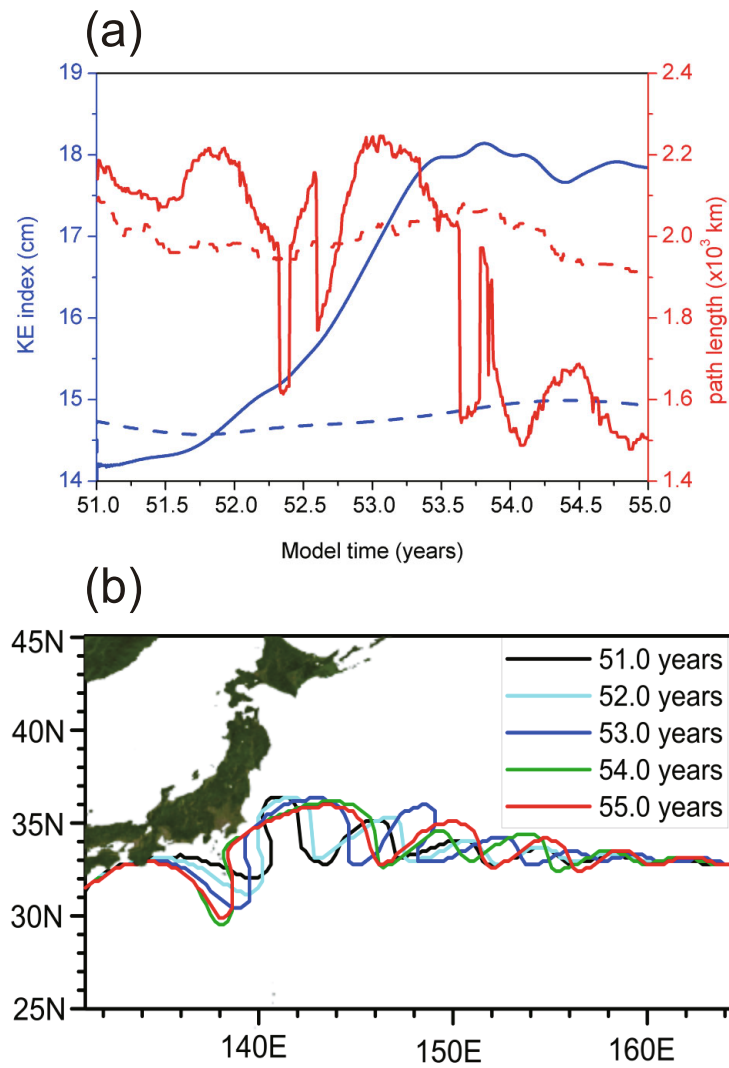 (a)
19
18
17
16
15
14
KE index (cm)
2.4
2.2
2.0
1.8
1.6
1.4
path length (x10³ km)
51.0 51.5 52.0 52.5 53.0 53.5 54.0 54.5 55.0
Model time (years)
(b)
45N
40N
35N
30N
25N
51.0 years
52.0 years
53.0 years
54.0 years
55.0 years
140E 150E 160E